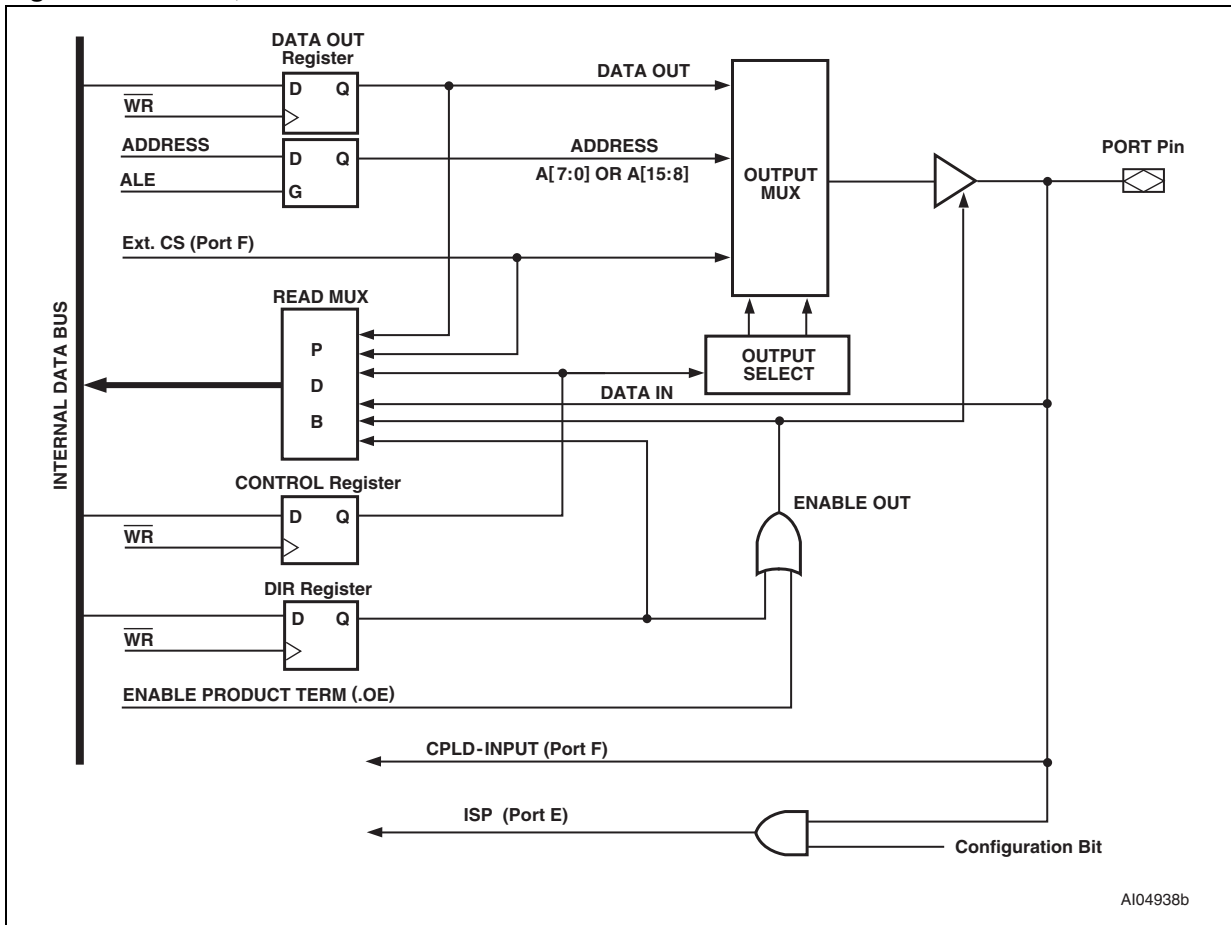 DATA OUT
Register
D Q
DATA OUT
WR
ADDRESS
D Q
ADDRESS
A[7:0] OR A[15:8]
ALE
G
OUTPUT
MUX
PORT Pin
Ext. CS (Port F)
READ MUX
P
D
B
OUTPUT
SELECT
DATA IN
INTERNAL DATA BUS
CONTROL Register
D Q
WR
ENABLE OUT
DIR Register
D Q
WR
ENABLE PRODUCT TERM (.OE)
CPLD-INPUT (Port F)
ISP (Port E)
Configuration Bit
AI04938b